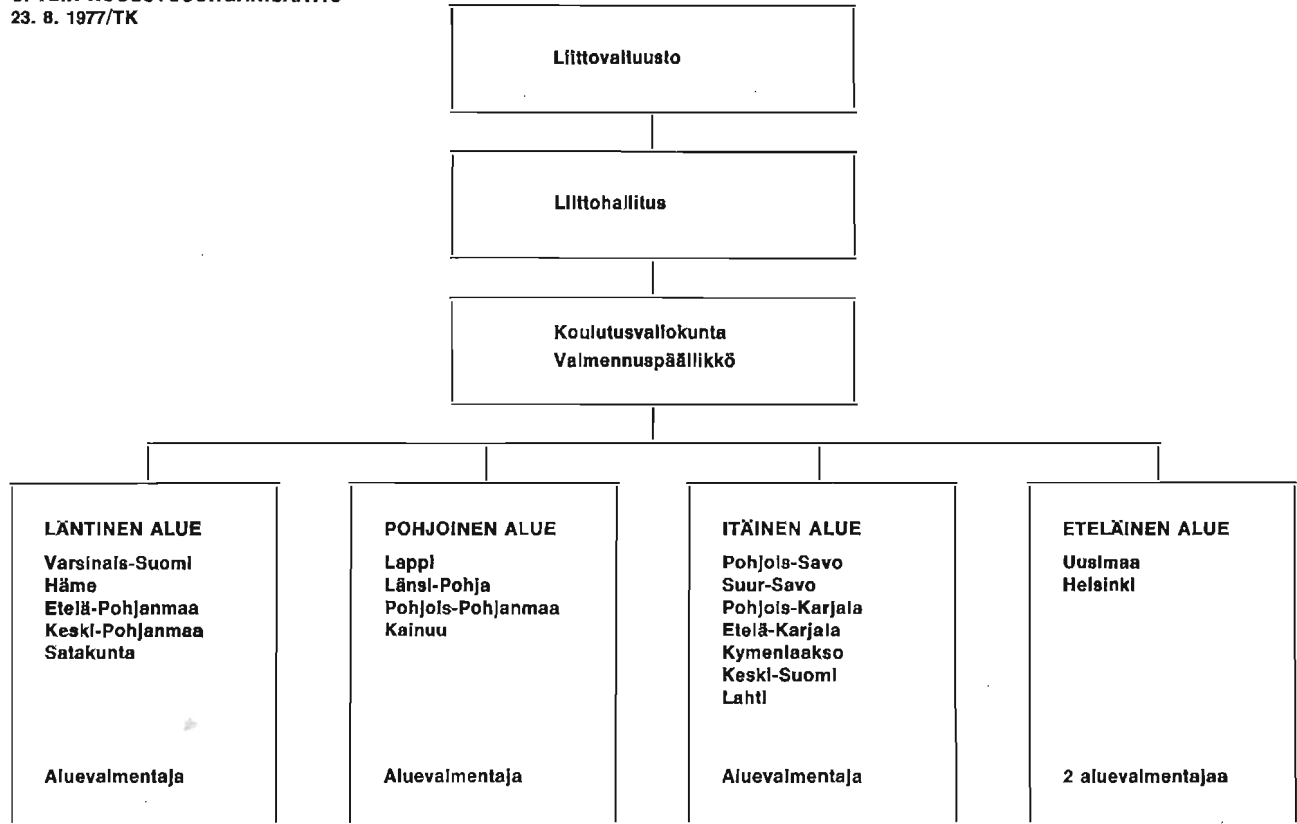 23. 8. 1977/TK
Liittovaltuusto
Liittohallitus
Koulutusvaliokunta
Valmennuspäällikkö
LÄNTINEN ALUE
Varsinais-Suomi
Häme
Etelä-Pohjanmaa
Keski-Pohjanmaa
Satakunta
Aluevalmentaja
POHJOINEN ALUE
Lappi
Länsi-Pohja
Pohjois-Pohjanmaa
Kainuu
Aluevalmentaja
ITÄINEN ALUE
Pohjois-Savo
Suur-Savo
Pohjois-Karjala
Etelä-Karjala
Kymenlaakso
Keski-Suomi
Lahti
Aluevalmentaja
ETELÄINEN ALUE
Uusimaa
Helsinki
2 aluevalmentajaa